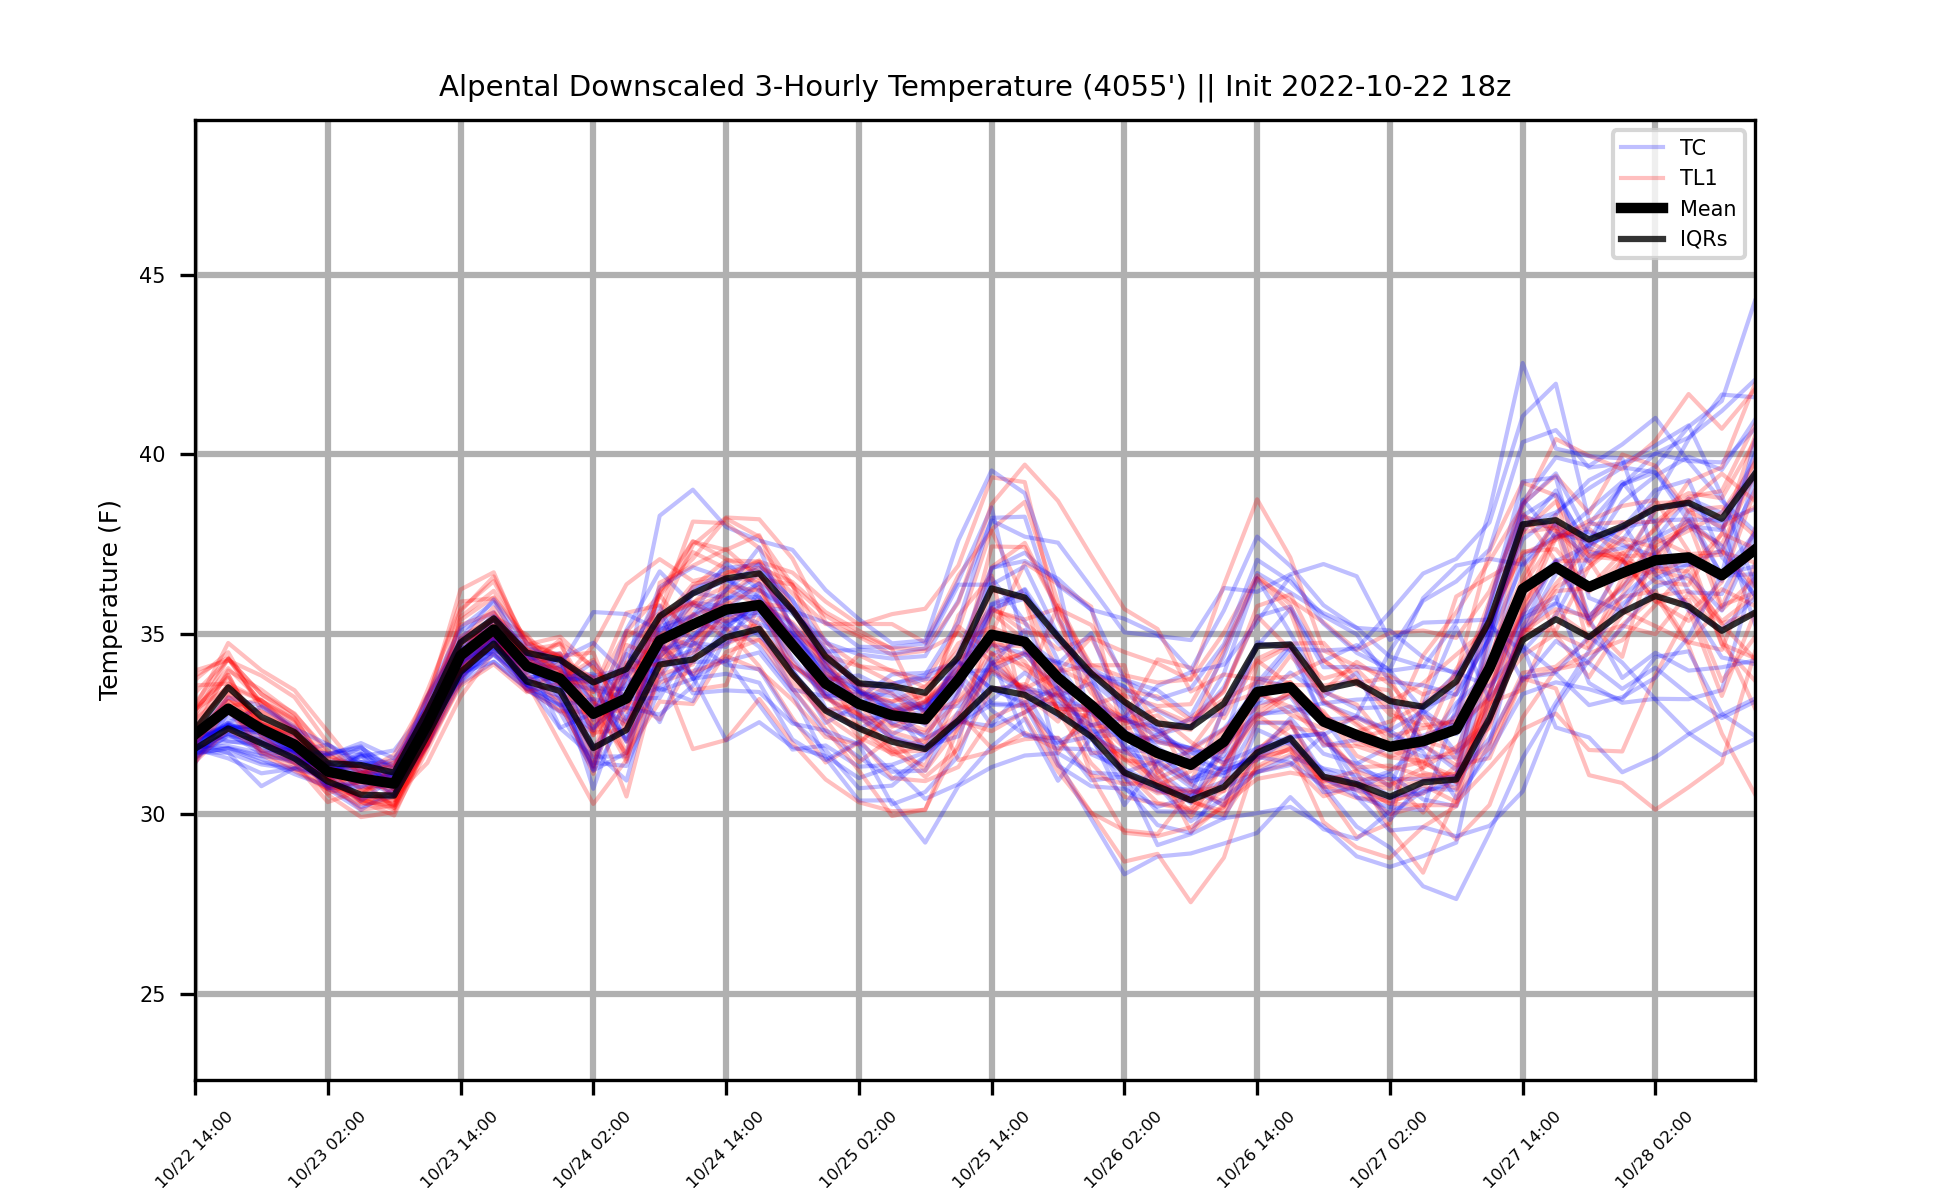 Alpental Downscaled 3-Hourly Temperature (4055') || Init 2022-10-22 18z
TC
TL1
Mean
IQRs
Temperature (F)
45
40
35
30
25
10/22 14:00
10/23 02:00
10/23 14:00
10/24 02:00
10/24 14:00
10/25 02:00
10/25 14:00
10/26 02:00
10/26 14:00
10/27 02:00
10/27 14:00
10/28 02:00